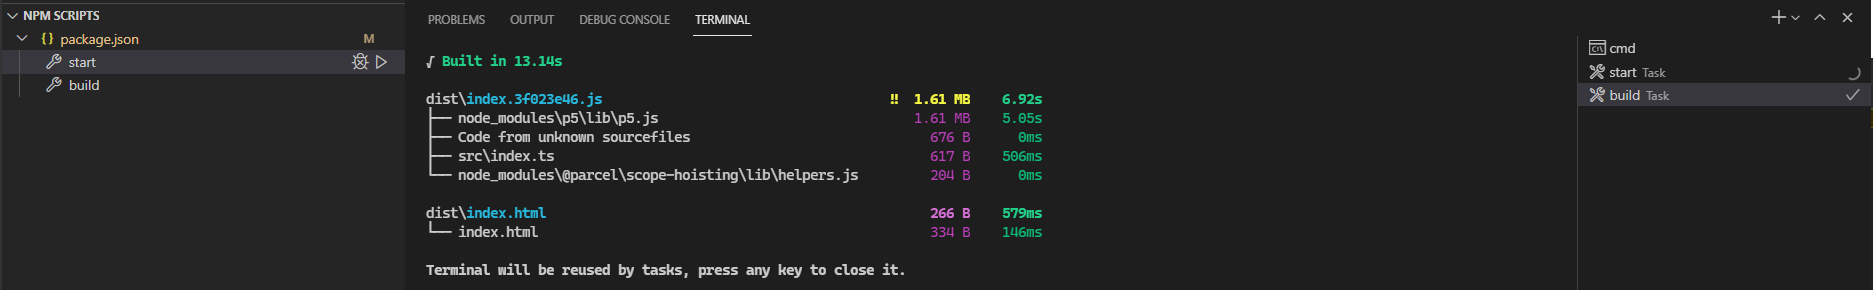 NPM SCRIPTS
{} package.json M
start
build
PROBLEMS OUTPUT DEBUG CONSOLE TERMINAL
√ Built in 13.14s
dist\index.3f023e46.js ‼ 1.61 MB 6.92s
├── node_modules\p5\lib\p5.js 1.61 MB 5.05s
├── Code from unknown sourcefiles 676 B 0ms
├── src\index.ts 617 B 506ms
└── node_modules\@parcel\scope-hoisting\lib\helpers.js 204 B 0ms
dist\index.html 266 B 579ms
└── index.html 334 B 146ms
Terminal will be reused by tasks, press any key to close it.
cmd
start Task
build Task